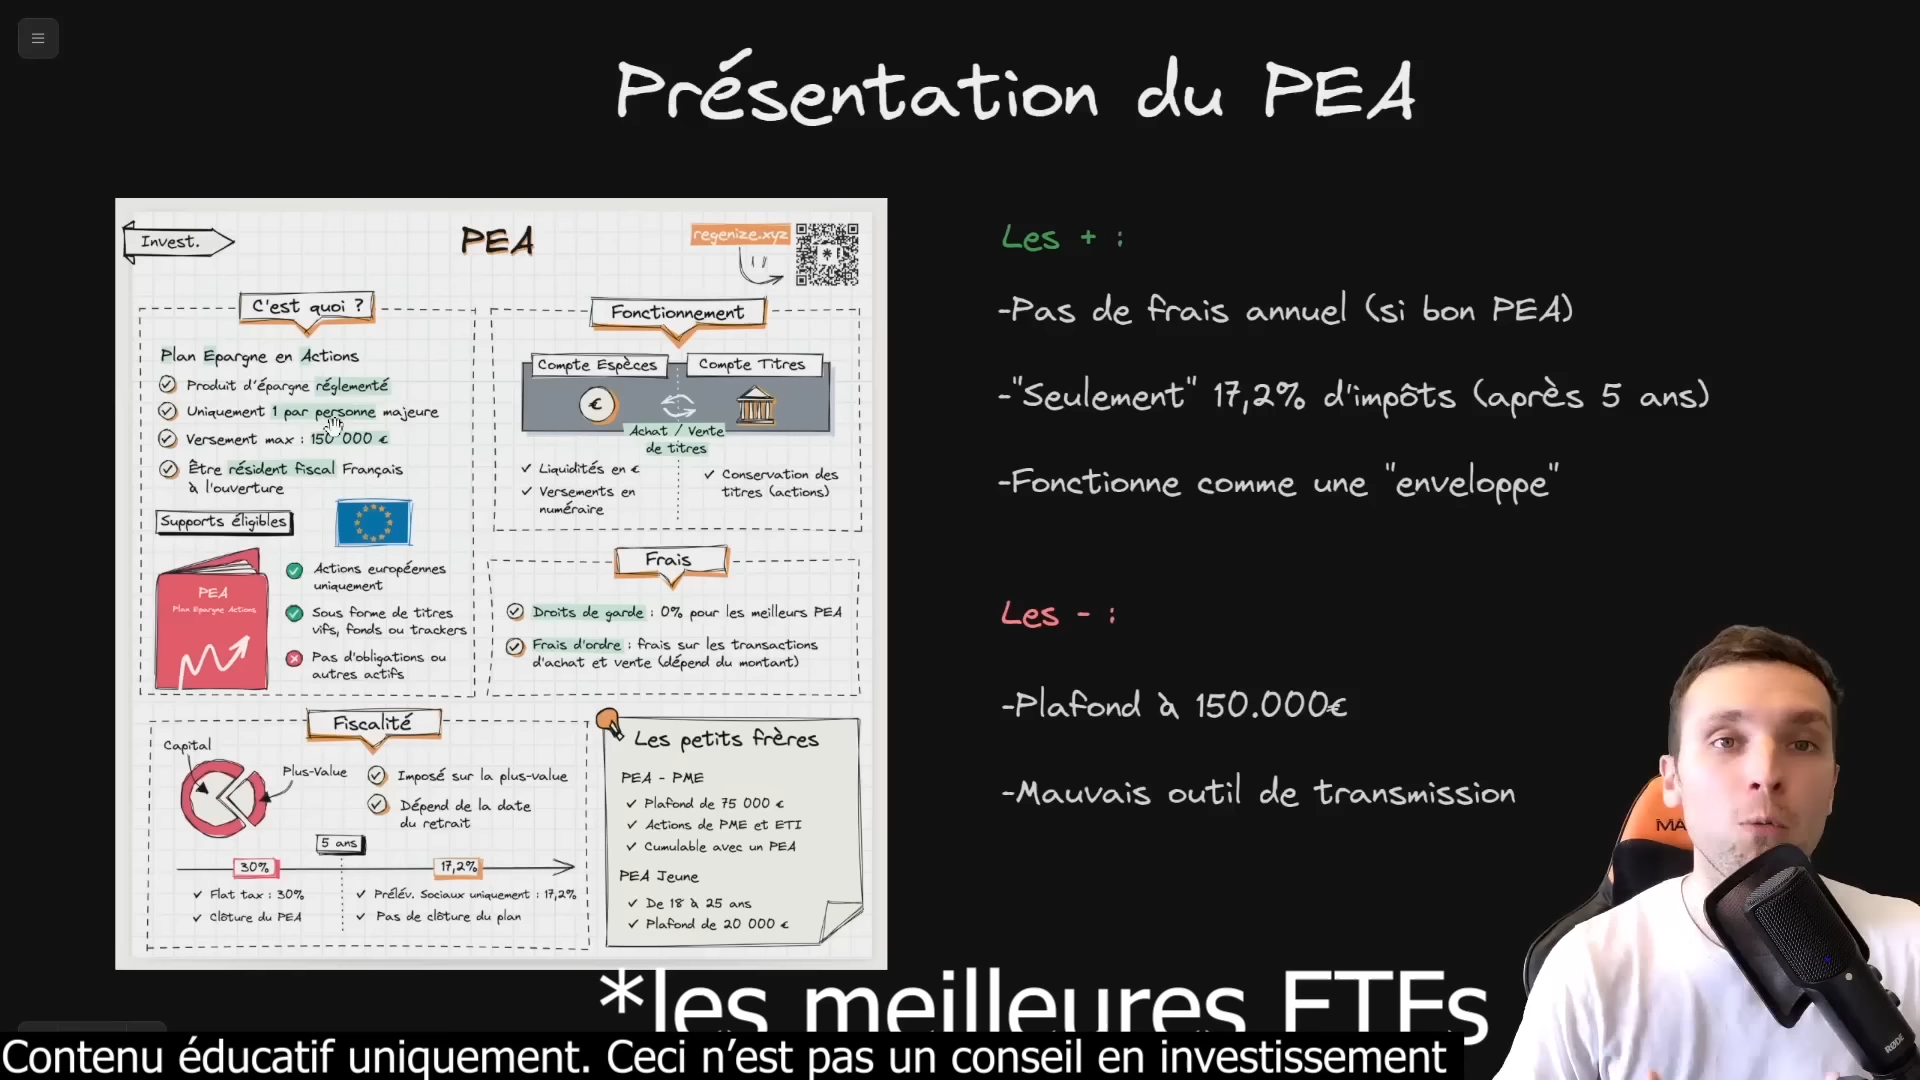 Présentation du PEA
Invest.
PEA
regenize.xyz
C'est quoi ?
Plan Epargne en Actions
Produit d'épargne réglementé
Uniquement 1 par personne majeure
Versement max : 150 000 €
Être résident fiscal Français
à l'ouverture
Supports éligibles
PEA
Plan Epargne Actions
Actions européennes
uniquement
Sous forme de titres
vifs, fonds ou trackers
Pas d'obligations ou
autres actifs
Fonctionnement
Compte Espèces
Compte Titres
€
Achat / Vente
de titres
✓ Liquidités en €
✓ Versements en
numéraire
✓ Conservation des
titres (actions)
Frais
Droits de garde : 0% pour les meilleurs PEA
Frais d'ordre : frais sur les transactions
d'achat et vente (dépend du montant)
Fiscalité
Capital
Plus-Value
Imposé sur la plus-value
Dépend de la date
du retrait
5 ans
30%
17,2%
✓ Flat tax : 30%
✓ Clôture du PEA
✓ Prélév. Sociaux uniquement : 17,2%
✓ Pas de clôture du plan
Les petits frères
PEA - PME
✓ Plafond de 75 000 €
✓ Actions de PME et ETI
✓ Cumulable avec un PEA
PEA Jeune
✓ De 18 à 25 ans
✓ Plafond de 20 000 €
Les + :
-Pas de frais annuel (si bon PEA)
-"Seulement" 17,2% d'impôts (après 5 ans)
-Fonctionne comme une "enveloppe"
Les - :
-Plafond à 150.000€
-Mauvais outil de transmission
MA
RØDE
*les meilleures ETFs
Contenu éducatif uniquement. Ceci n'est pas un conseil en investissement